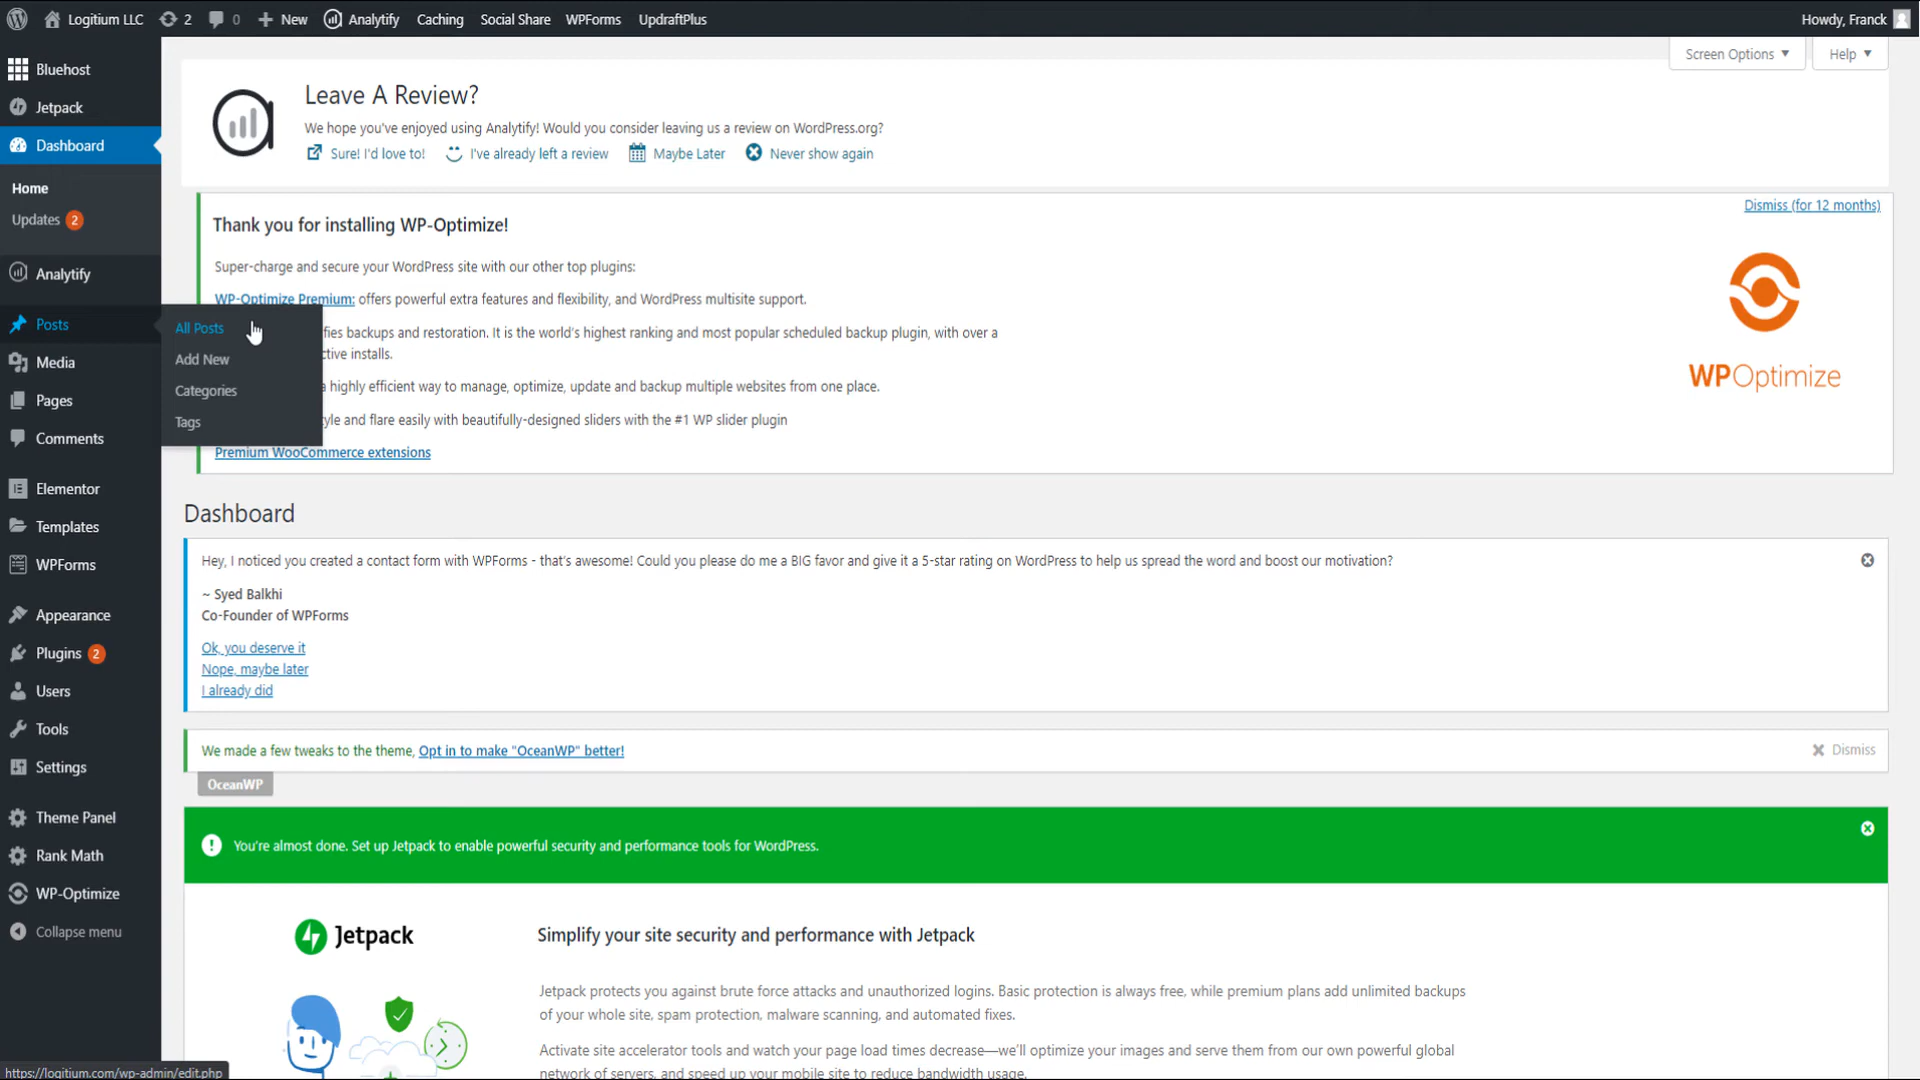 Logitium LLC 2 0 New Analytify Caching Social Share WPForms UpdraftPlus Howdy, Franck
Screen Options Help
Bluehost
Jetpack
Dashboard
Home
Updates 2
Analytify
Posts
Media
Pages
Comments
Elementor
Templates
WPForms
Appearance
Plugins 2
Users
Tools
Settings
Theme Panel
Rank Math
WP-Optimize
Collapse menu
All Posts
Add New
Categories
Tags
Leave A Review?
We hope you've enjoyed using Analytify! Would you consider leaving us a review on WordPress.org?
Sure! I'd love to! I've already left a review Maybe Later Never show again
Thank you for installing WP-Optimize!
Dismiss (for 12 months)
Super-charge and secure your WordPress site with our other top plugins:
WP-Optimize Premium: offers powerful extra features and flexibility, and WordPress multisite support.
fies backups and restoration. It is the world's highest ranking and most popular scheduled backup plugin, with over a
ctive installs.
a highly efficient way to manage, optimize, update and backup multiple websites from one place.
yle and flare easily with beautifully-designed sliders with the #1 WP slider plugin
Premium WooCommerce extensions
WPOptimize
Dashboard
Hey, I noticed you created a contact form with WPForms - that's awesome! Could you please do me a BIG favor and give it a 5-star rating on WordPress to help us spread the word and boost our motivation?
~ Syed Balkhi
Co-Founder of WPForms
Ok, you deserve it
Nope, maybe later
I already did
We made a few tweaks to the theme, Opt in to make "OceanWP" better!
Dismiss
OceanWP
You're almost done. Set up Jetpack to enable powerful security and performance tools for WordPress.
Jetpack
Simplify your site security and performance with Jetpack
Jetpack protects you against brute force attacks and unauthorized logins. Basic protection is always free, while premium plans add unlimited backups
of your whole site, spam protection, malware scanning, and automated fixes.
Activate site accelerator tools and watch your page load times decrease—we'll optimize your images and serve them from our own powerful global
network of servers, and speed up your mobile site to reduce bandwidth usage.
https://logitium.com/wp-admin/edit.php